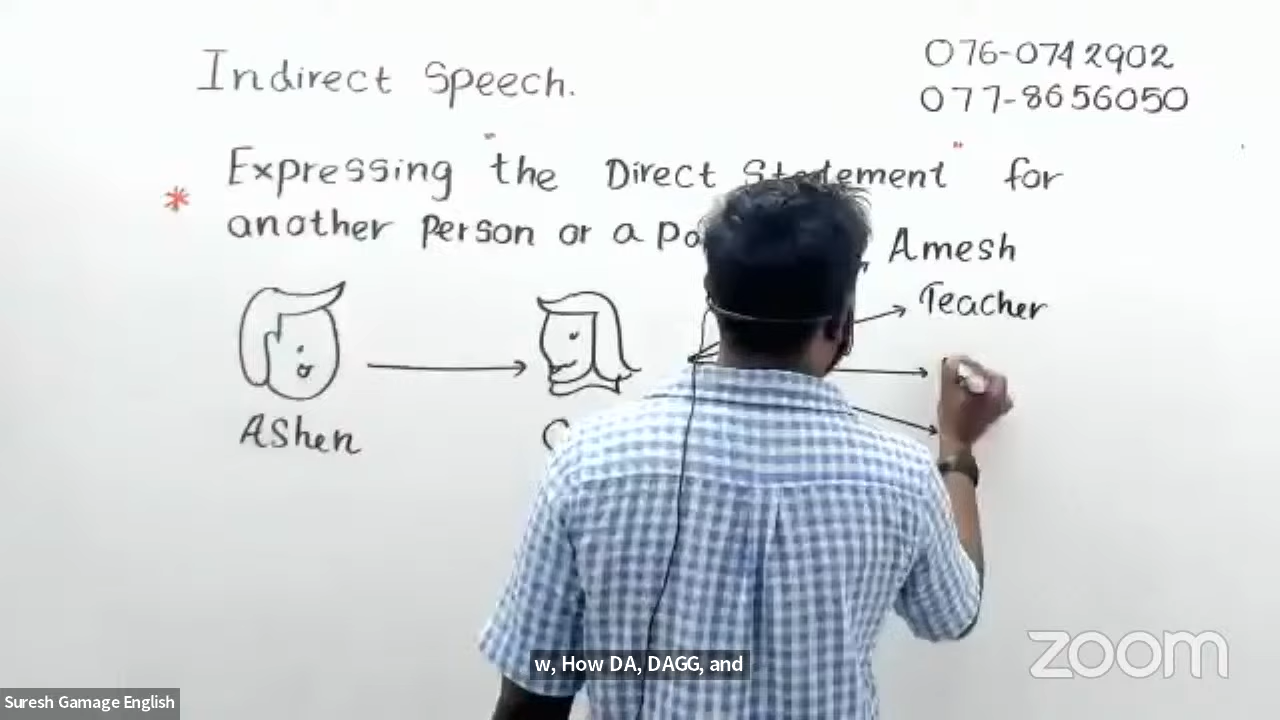 Indirect Speech.
076-0742902
077-8656050
* Expressing "the Direct Statement" for
another person or a
Amesh
Teacher
Ashen
w, How DA, DAGG, and
zoom
Suresh Gamage English